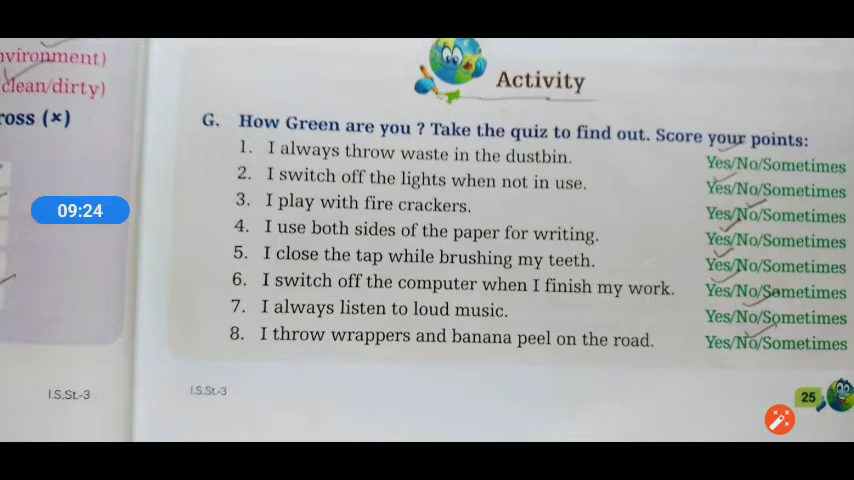 nvironment)
clean/dirty)
ross (×)
09:24
Activity
G. How Green are you ? Take the quiz to find out. Score your points:
1. I always throw waste in the dustbin. Yes/No/Sometimes
2. I switch off the lights when not in use. Yes/No/Sometimes
3. I play with fire crackers. Yes/No/Sometimes
4. I use both sides of the paper for writing. Yes/No/Sometimes
5. I close the tap while brushing my teeth. Yes/No/Sometimes
6. I switch off the computer when I finish my work. Yes/No/Sometimes
7. I always listen to loud music. Yes/No/Sometimes
8. I throw wrappers and banana peel on the road. Yes/No/Sometimes
I.S.St.-3
I.S.St.-3
25